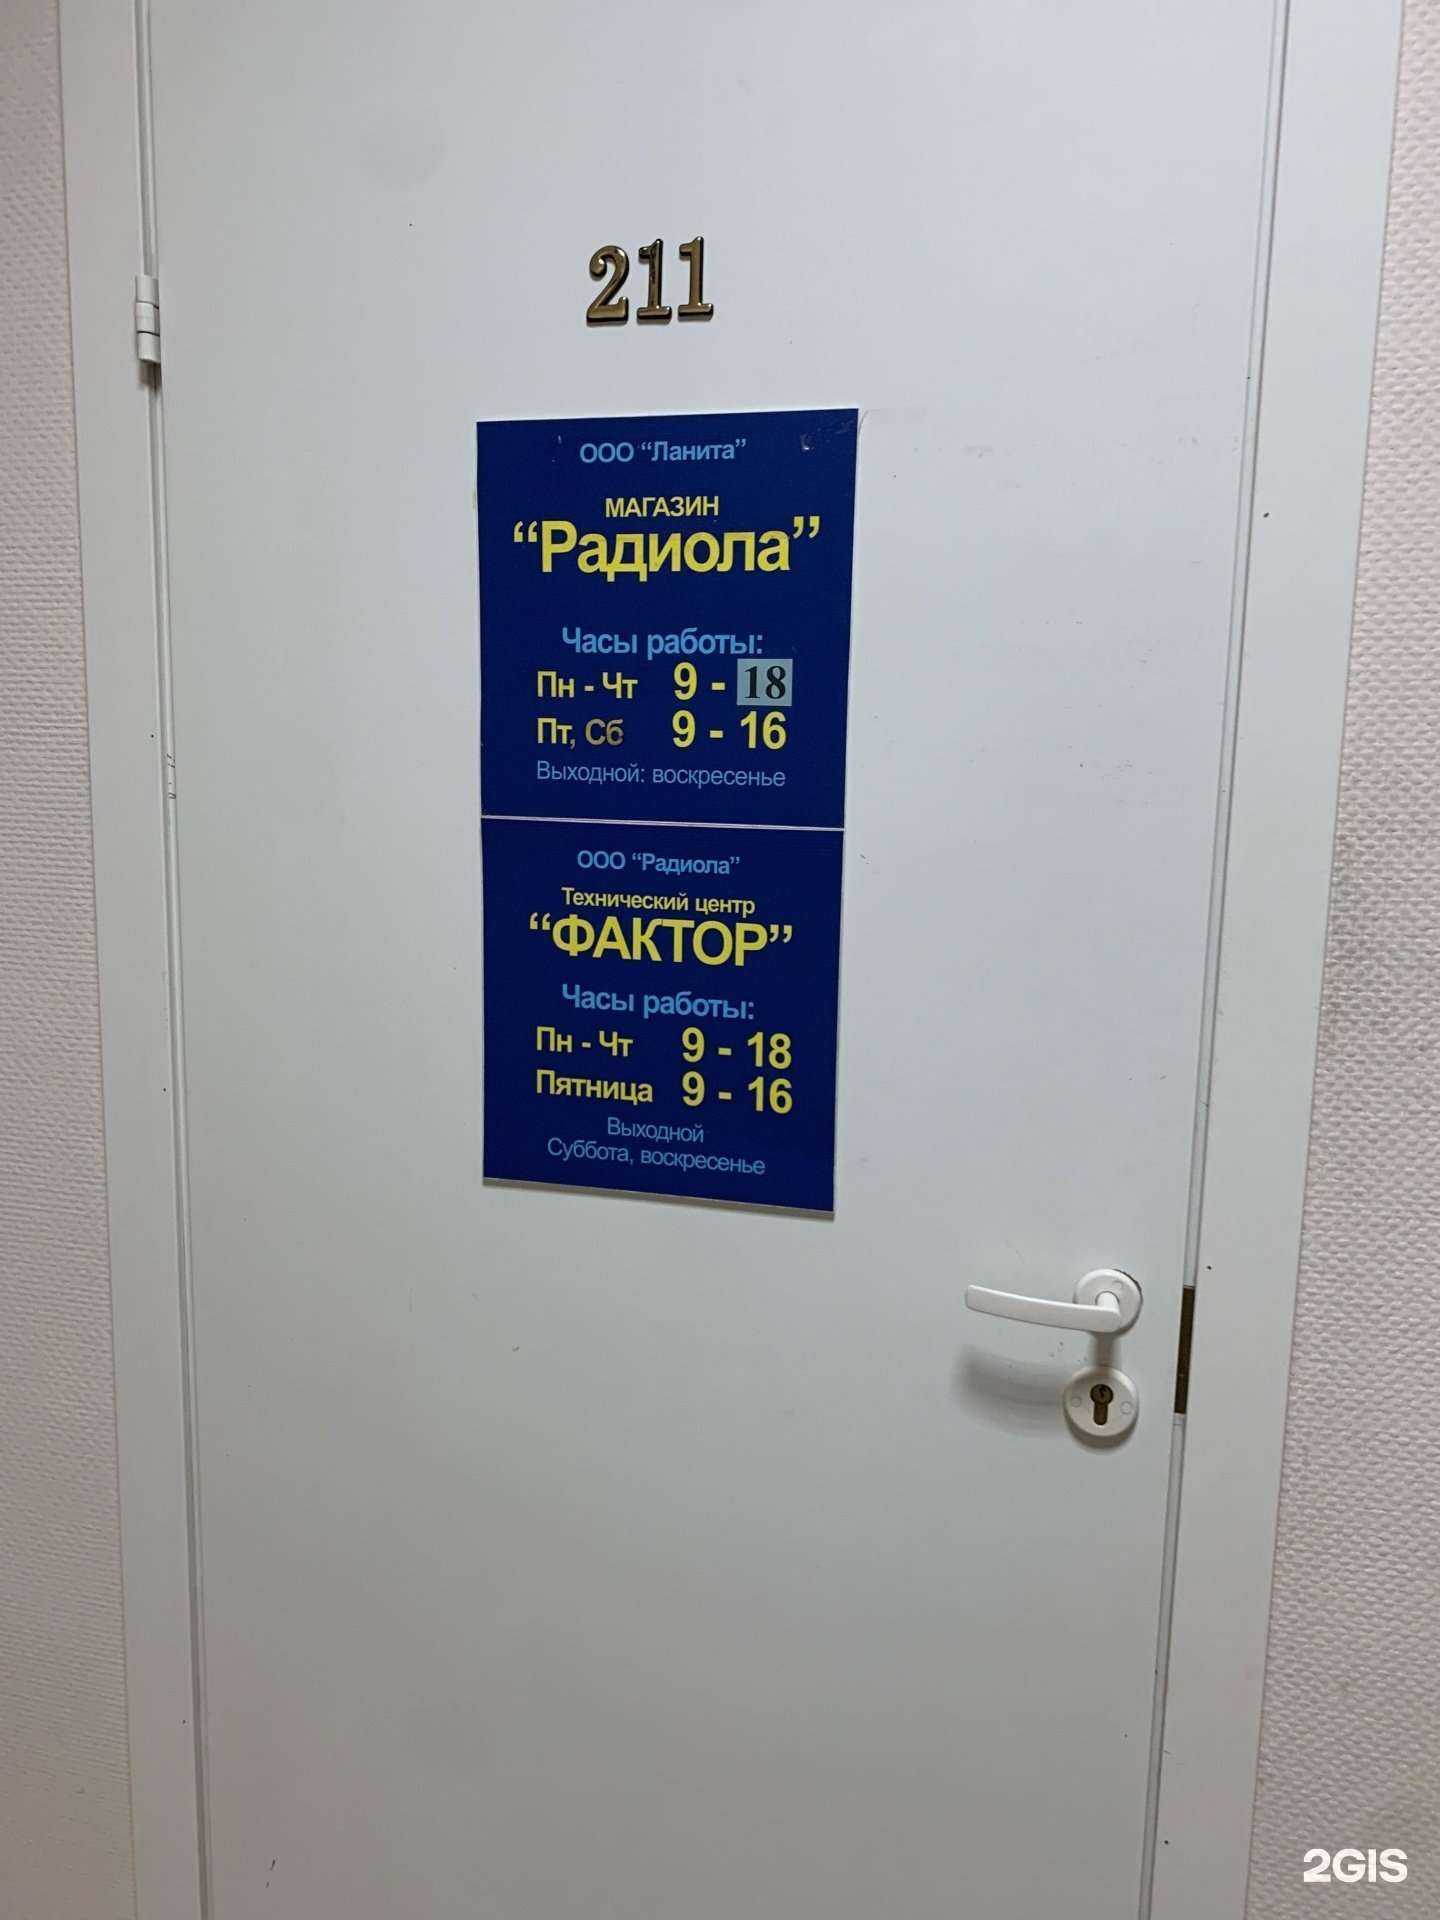 211
ООО “Ланита”
МАГАЗИН
“Радиола”
Часы работы:
Пн - Чт 9 - 18
Пт, Сб 9 - 16
Выходной: воскресенье
ООО “Радиола”
Технический центр
“ФАКТОР”
Часы работы:
Пн - Чт 9 - 18
Пятница 9 - 16
Выходной
Суббота, воскресенье
2GIS